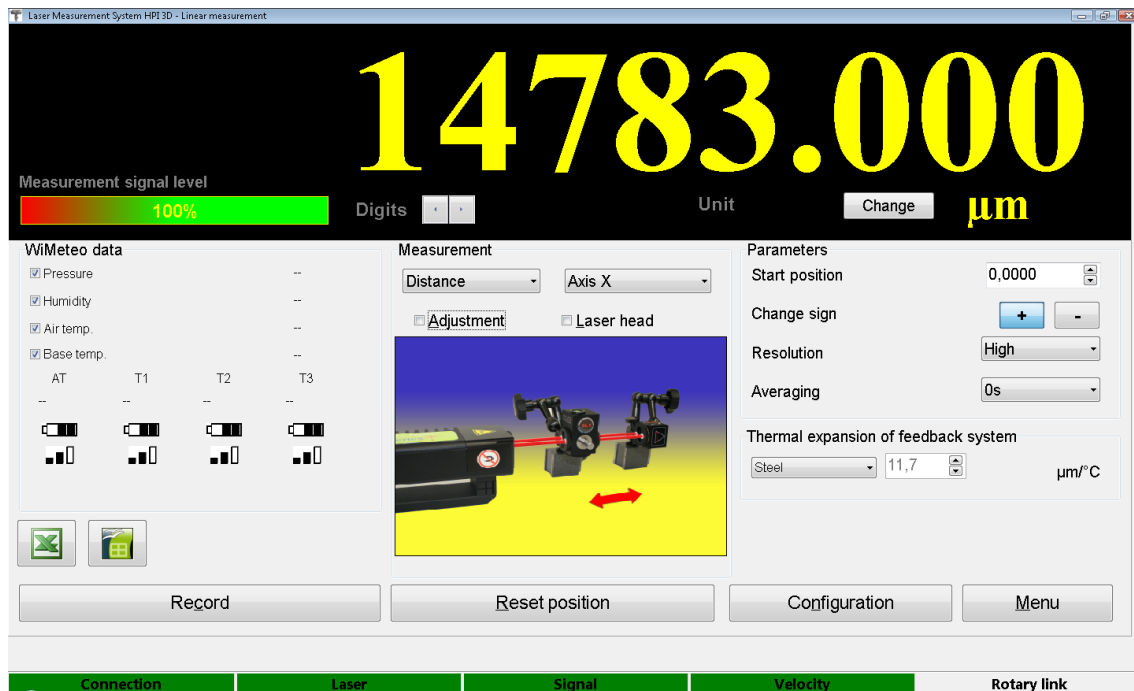 Laser Measurement System HPI 3D - Linear measurement
14783.000
Measurement signal level
100%
Digits
Unit
Change
µm
WiMeteo data
Pressure --
Humidity --
Air temp. --
Base temp. --
AT T1 T2 T3
-- -- -- --
Measurement
Distance
Axis X
Adjustment
Laser head
Parameters
Start position 0,0000
Change sign + -
Resolution High
Averaging 0s
Thermal expansion of feedback system
Steel 11,7 µm/°C
Record
Reset position
Configuration
Menu
Connection Laser Signal Velocity Rotary link